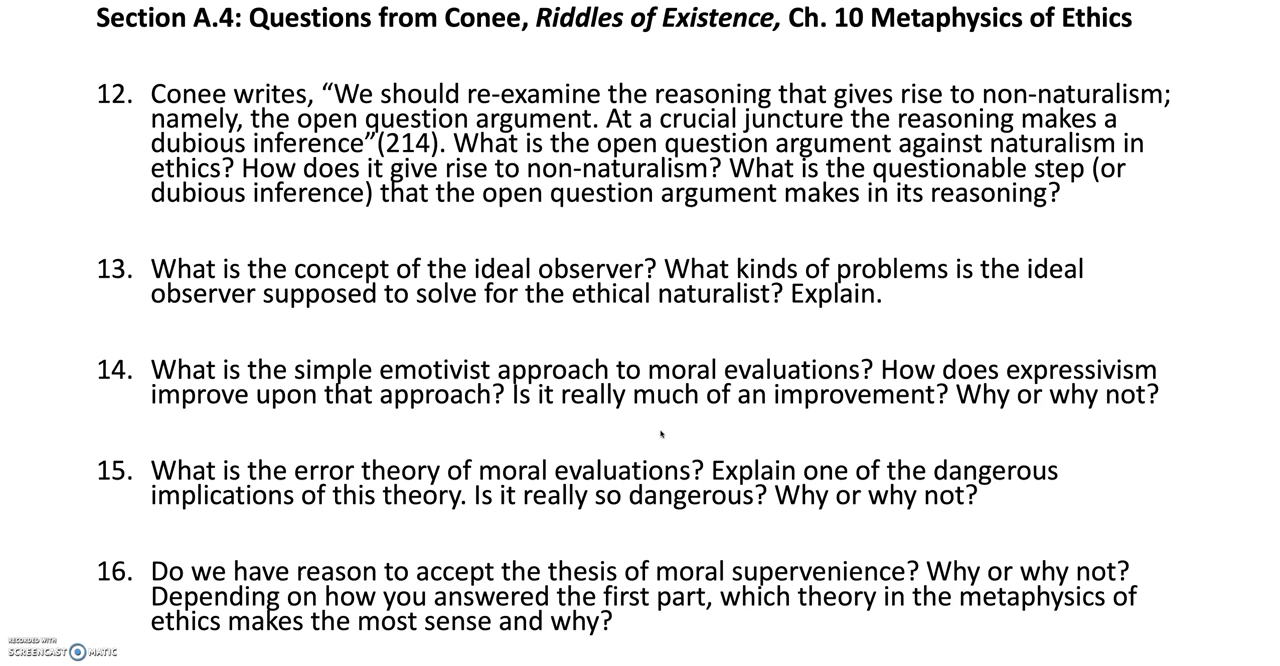 Section A.4: Questions from Conee, Riddles of Existence, Ch. 10 Metaphysics of Ethics
12. Conee writes, “We should re-examine the reasoning that gives rise to non-naturalism;
namely, the open question argument. At a crucial juncture the reasoning makes a
dubious inference”(214). What is the open question argument against naturalism in
ethics? How does it give rise to non-naturalism? What is the questionable step (or
dubious inference) that the open question argument makes in its reasoning?
13. What is the concept of the ideal observer? What kinds of problems is the ideal
observer supposed to solve for the ethical naturalist? Explain.
14. What is the simple emotivist approach to moral evaluations? How does expressivism
improve upon that approach? Is it really much of an improvement? Why or why not?
15. What is the error theory of moral evaluations? Explain one of the dangerous
implications of this theory. Is it really so dangerous? Why or why not?
16. Do we have reason to accept the thesis of moral supervenience? Why or why not?
Depending on how you answered the first part, which theory in the metaphysics of
ethics makes the most sense and why?
RECORDED WITH
SCREENCAST MATIC